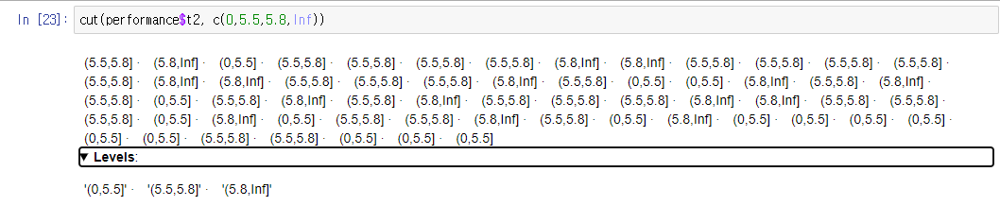 In [23]: cut(performance$t2, c(0,5.5,5.8,Inf))
(5.5,5.8] · (5.8,Inf] · (0,5.5] · (5.5,5.8] · (5.5,5.8] · (5.5,5.8] · (5.5,5.8] · (5.8,Inf] · (5.8,Inf] · (5.5,5.8] · (5.5,5.8] · (5.5,5.8] · (5.5,5.8] ·
(5.5,5.8] · (5.8,Inf] · (5.8,Inf] · (5.5,5.8] · (5.5,5.8] · (5.5,5.8] · (5.8,Inf] · (5.5,5.8] · (0,5.5] · (0,5.5] · (5.8,Inf] · (5.5,5.8] · (5.8,Inf] ·
(5.5,5.8] · (0,5.5] · (5.5,5.8] · (5.8,Inf] · (5.5,5.8] · (5.8,Inf] · (5.5,5.8] · (5.5,5.8] · (5.5,5.8] · (5.8,Inf] · (5.8,Inf] · (5.5,5.8] · (5.5,5.8] ·
(5.5,5.8] · (0,5.5] · (5.8,Inf] · (0,5.5] · (5.5,5.8] · (5.5,5.8] · (5.8,Inf] · (5.5,5.8] · (0,5.5] · (5.8,Inf] · (0,5.5] · (0,5.5] · (0,5.5] · (0,5.5] ·
(0,5.5] · (0,5.5] · (5.5,5.8] · (5.5,5.8] · (0,5.5] · (0,5.5] · (0,5.5]
▼ Levels:
'(0,5.5]' · '(5.5,5.8]' · '(5.8,Inf]'